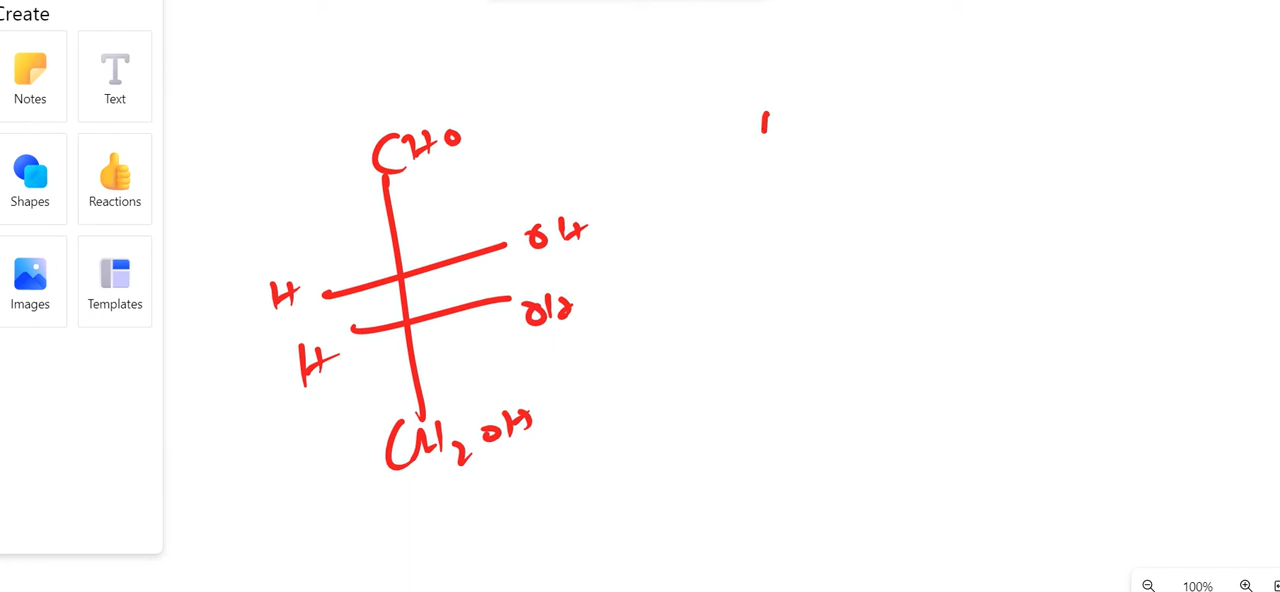 Create
Notes
Text
Shapes
Reactions
Images
Templates
CHO
H
OH
H
OH
CH2OH
100%